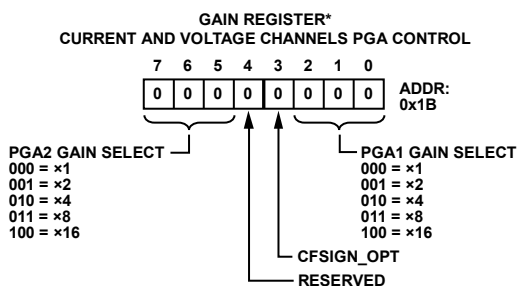 GAIN REGISTER*
CURRENT AND VOLTAGE CHANNELS PGA CONTROL
7 6 5 4 3 2 1 0
0 0 0 0 0 0 0 0
ADDR:
0x1B
PGA2 GAIN SELECT
000 = ×1
001 = ×2
010 = ×4
011 = ×8
100 = ×16
PGA1 GAIN SELECT
000 = ×1
001 = ×2
010 = ×4
011 = ×8
100 = ×16
CFSIGN_OPT
RESERVED